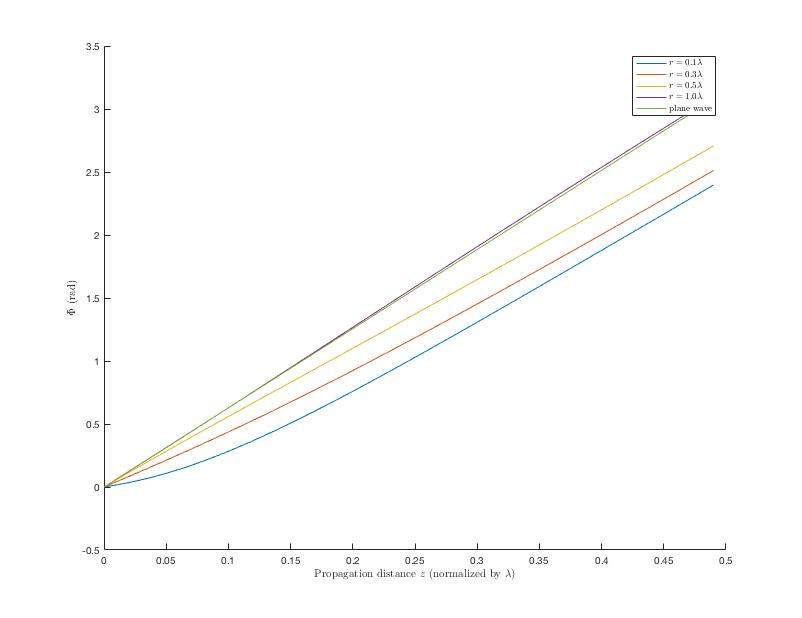 3.5
3
2.5
2
1.5
1
0.5
0
-0.5
Φ (rad)
0 0.05 0.1 0.15 0.2 0.25 0.3 0.35 0.4 0.45 0.5
Propagation distance z (normalized by λ)
r = 0.1λ
r = 0.3λ
r = 0.5λ
r = 1.0λ
plane wave